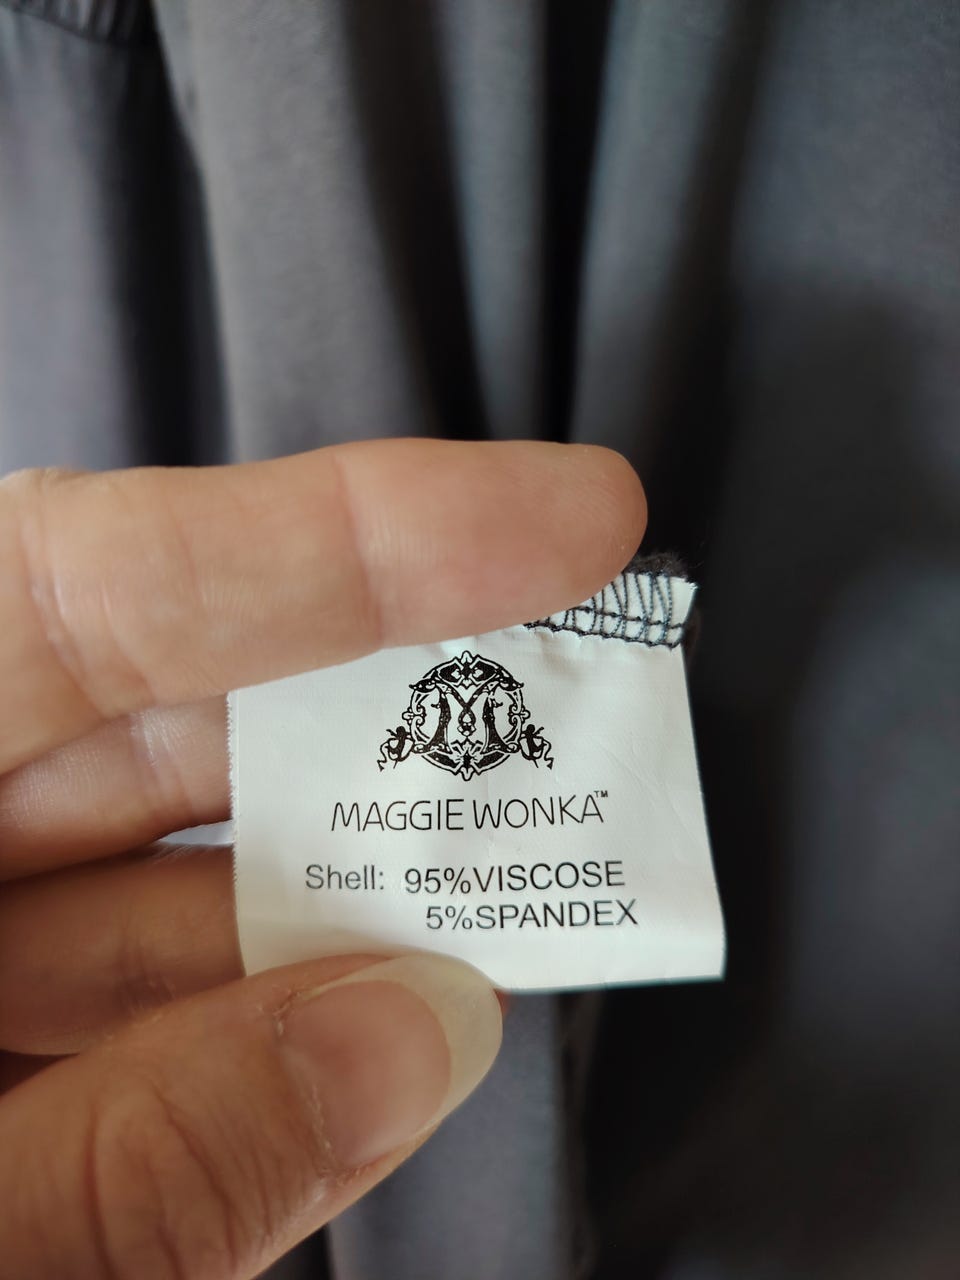 M
MAGGIE WONKA™
Shell: 95%VISCOSE
5%SPANDEX